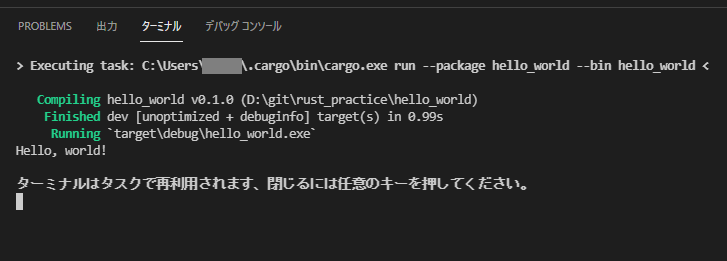 PROBLEMS 出力 ターミナル デバッグ コンソール
> Executing task: C:\Users\ \.cargo\bin\cargo.exe run --package hello_world --bin hello_world <
Compiling hello_world v0.1.0 (D:\git\rust_practice\hello_world)
Finished dev [unoptimized + debuginfo] target(s) in 0.99s
Running `target\debug\hello_world.exe`
Hello, world!
ターミナルはタスクで再利用されます、閉じるには任意のキーを押してください。